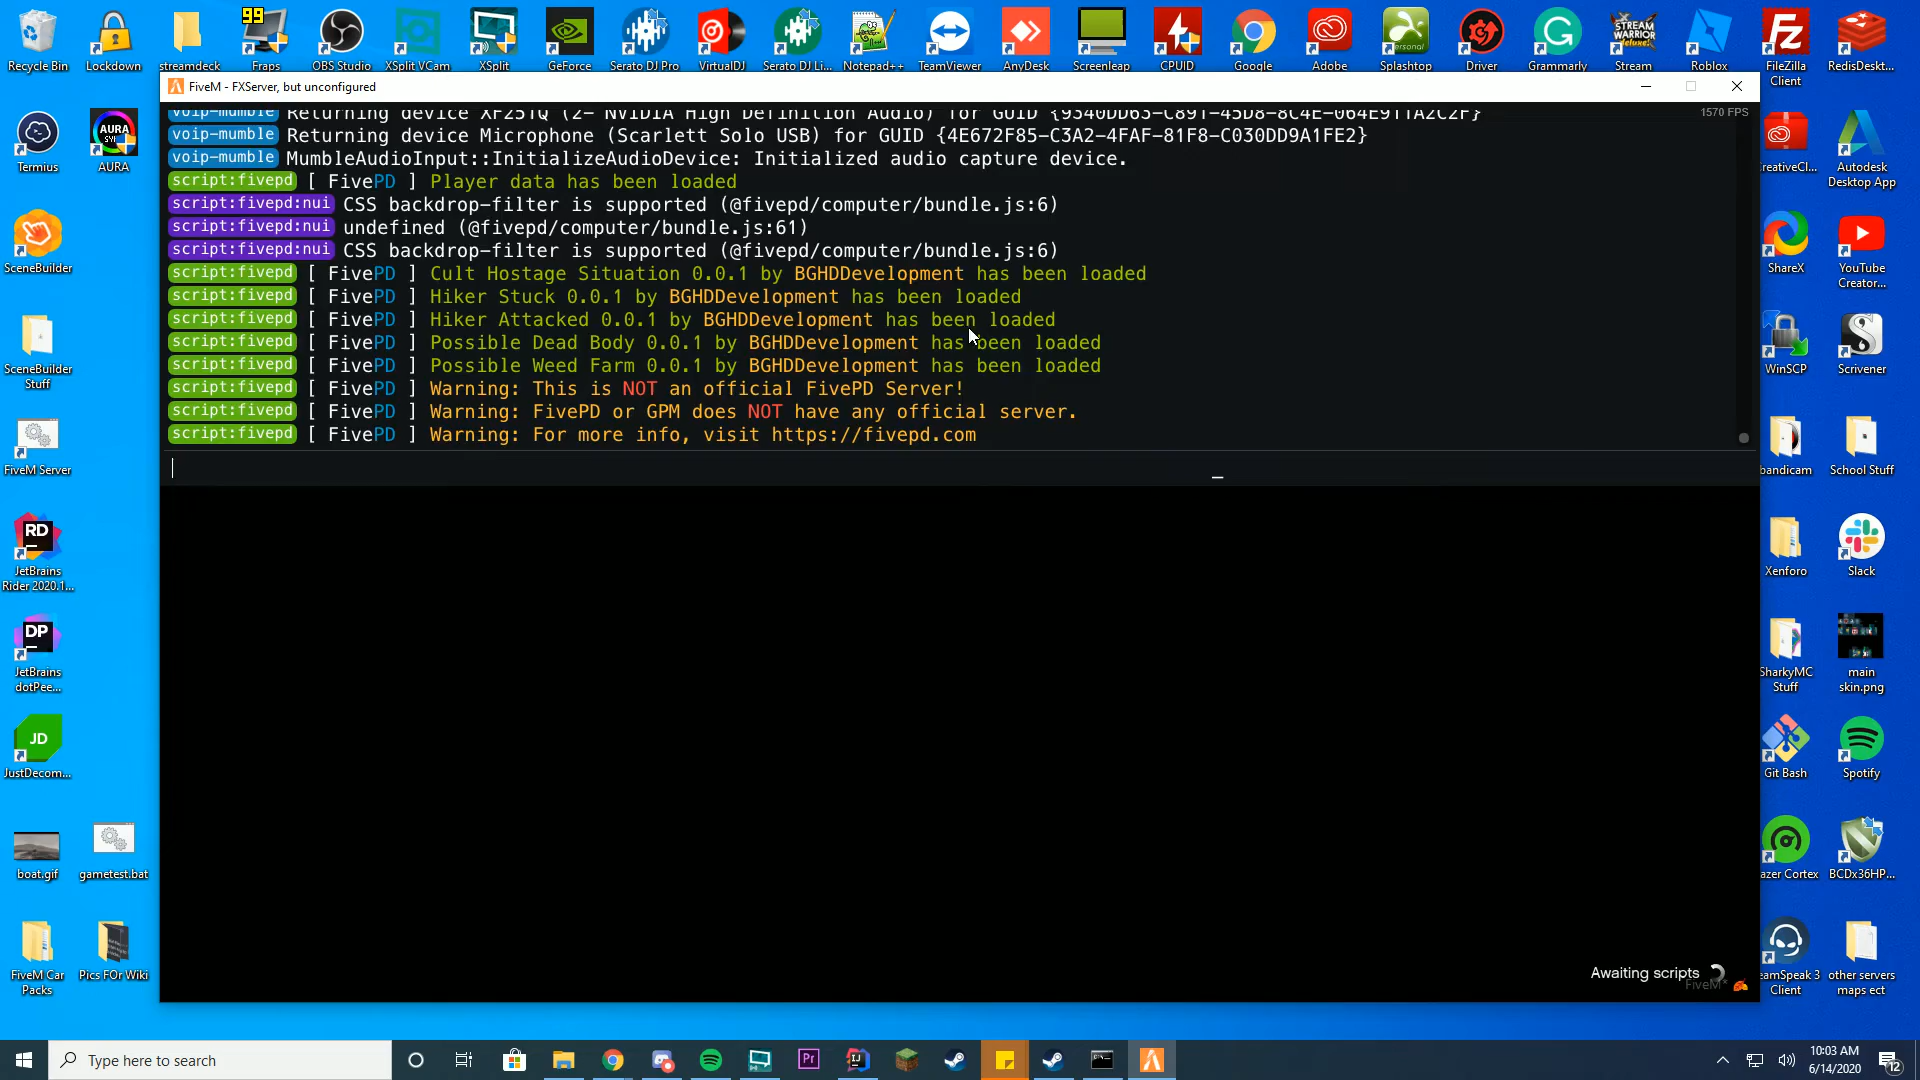 Recycle Bin
Lockdown
streamdeck
99
Fraps
OBS Studio
XSplit VCam
XSplit
GeForce
Serato DJ Pro
VirtualDJ
Serato DJ Li...
Notepad++
TeamViewer
AnyDesk
Screenleap
CPUID
Google
Adobe
Personal
Splashtop
Driver
Grammarly
STREAM
WARRIOR
Stream
Roblox
FileZilla
Client
RedisDeskt...
FiveM - FXServer, but unconfigured
1570 FPS
voip-mumble Returning device XF251Q (2- NVIDIA High Definition Audio) for GUID
voip-mumble Returning device Microphone (Scarlett Solo USB) for GUID {4E672F85-C3A2-4FAF-81F8-C030DD9A1FE2}
voip-mumble MumbleAudioInput::InitializeAudioDevice: Initialized audio capture device.
script:fivepd [ FivePD ] Player data has been loaded
script:fivepd:nui CSS backdrop-filter is supported (@fivepd/computer/bundle.js:6)
script:fivepd:nui undefined (@fivepd/computer/bundle.js:61)
script:fivepd:nui CSS backdrop-filter is supported (@fivepd/computer/bundle.js:6)
script:fivepd [ FivePD ] Cult Hostage Situation 0.0.1 by BGHDDevelopment has been loaded
script:fivepd [ FivePD ] Hiker Stuck 0.0.1 by BGHDDevelopment has been loaded
script:fivepd [ FivePD ] Hiker Attacked 0.0.1 by BGHDDevelopment has been loaded
script:fivepd [ FivePD ] Possible Dead Body 0.0.1 by BGHDDevelopment has been loaded
script:fivepd [ FivePD ] Possible Weed Farm 0.0.1 by BGHDDevelopment has been loaded
script:fivepd [ FivePD ] Warning: This is NOT an official FivePD Server!
script:fivepd [ FivePD ] Warning: FivePD or GPM does NOT have any official server.
script:fivepd [ FivePD ] Warning: For more info, visit https://fivepd.com
Awaiting scripts
FiveM*
Termius
AURA
AURA
SceneBuilder
SceneBuilder
Stuff
FiveM Server
RD
JetBrains
Rider 2020.1...
DP
JetBrains
dotPee...
JD
JustDecom...
boat.gif
gametest.bat
FiveM Car
Packs
Pics FOr Wiki
reativeCl...
Autodesk
Desktop App
ShareX
YouTube
Creator...
WinSCP
Scrivener
bandicam
School Stuff
Xenforo
Slack
SharkyMC
Stuff
main
skin.png
Git Bash
Spotify
azer Cortex
BCDx36HP...
eamSpeak 3
Client
other servers
maps ect
Type here to search
Pr
IJ
10:03 AM
6/14/2020
12